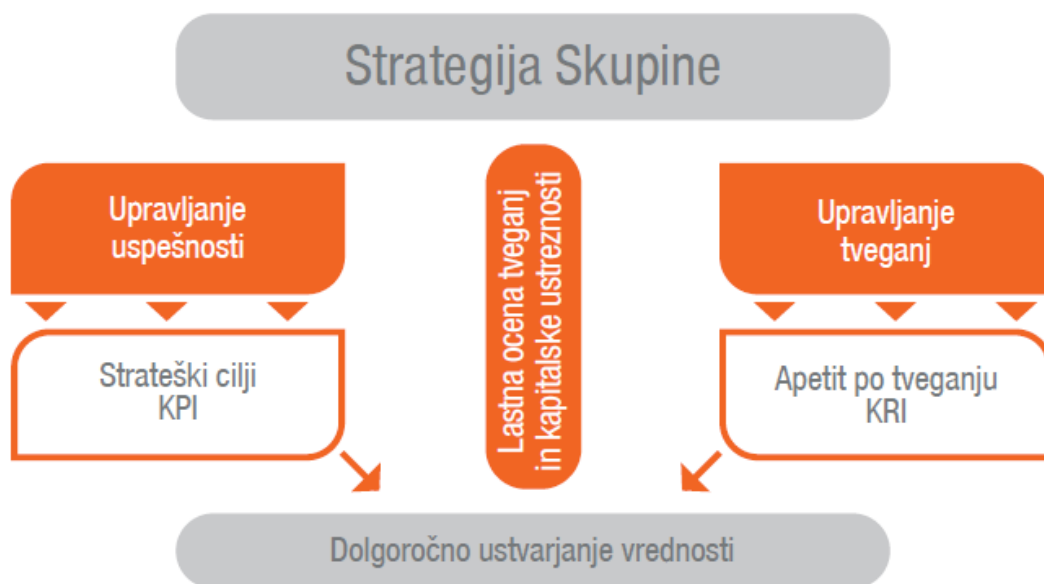 Strategija Skupine
Upravljanje
uspešnosti
Strateški cilji
KPI
Lastna ocena tveganj
in kapitalske ustreznosti
Upravljanje
tveganj
Apetit po tveganju
KRI
Dolgoročno ustvarjanje vrednosti